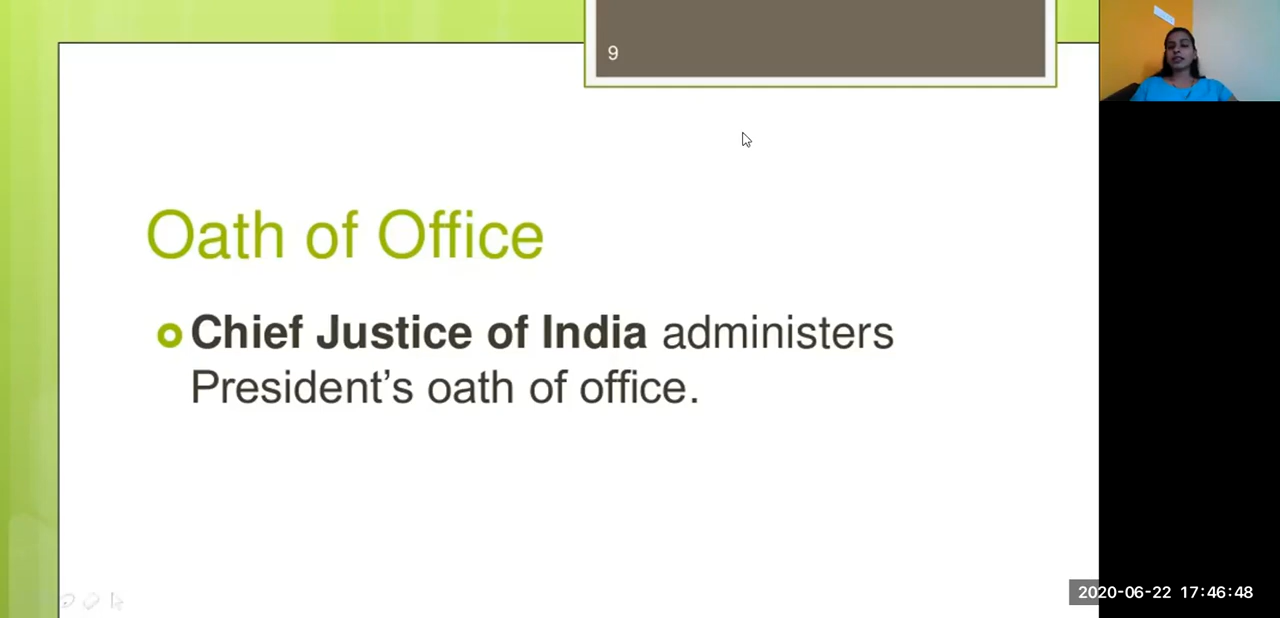 9
Oath of Office
Chief Justice of India administers
President’s oath of office.
2020-06-22 17:46:48